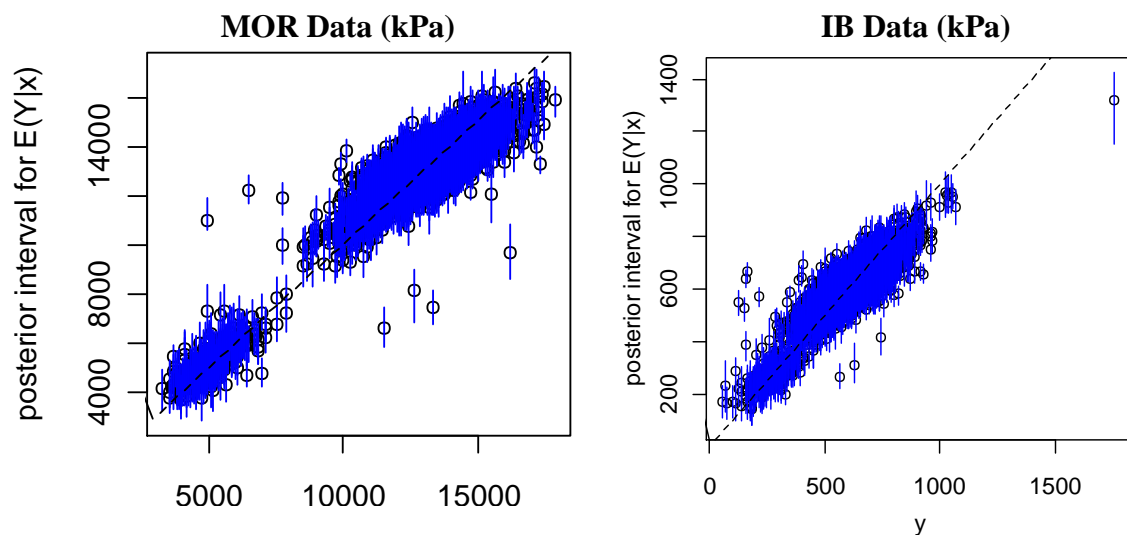 MOR Data (kPa)
posterior interval for E(Y|x)
14000
8000
4000
5000
10000
15000
IB Data (kPa)
posterior interval for E(Y|x)
1400
1000
600
200
0
500
1000
1500
y